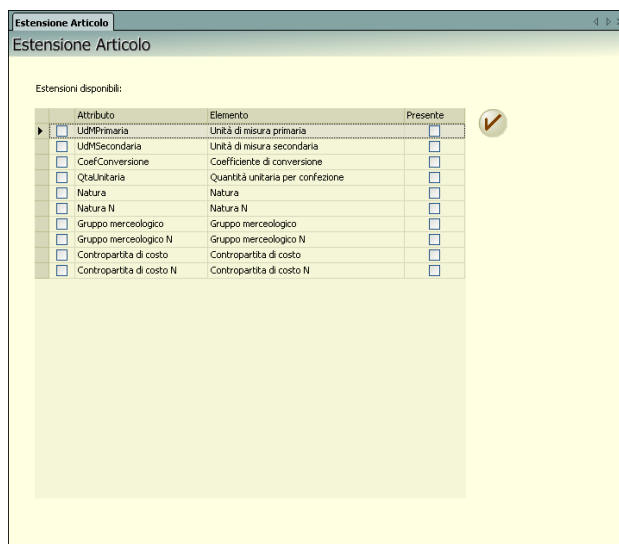 Estensione Articolo
Estensione Articolo
Estensioni disponibili:
Attributo Elemento Presente
UdMPrimaria Unità di misura primaria
UdMSecondaria Unità di misura secondaria
CoefConversione Coefficiente di conversione
QtaUnitaria Quantità unitaria per confezione
Natura Natura
Natura N Natura N
Gruppo merceologico Gruppo merceologico
Gruppo merceologico N Gruppo merceologico N
Contropartita di costo Contropartita di costo
Contropartita di costo N Contropartita di costo N